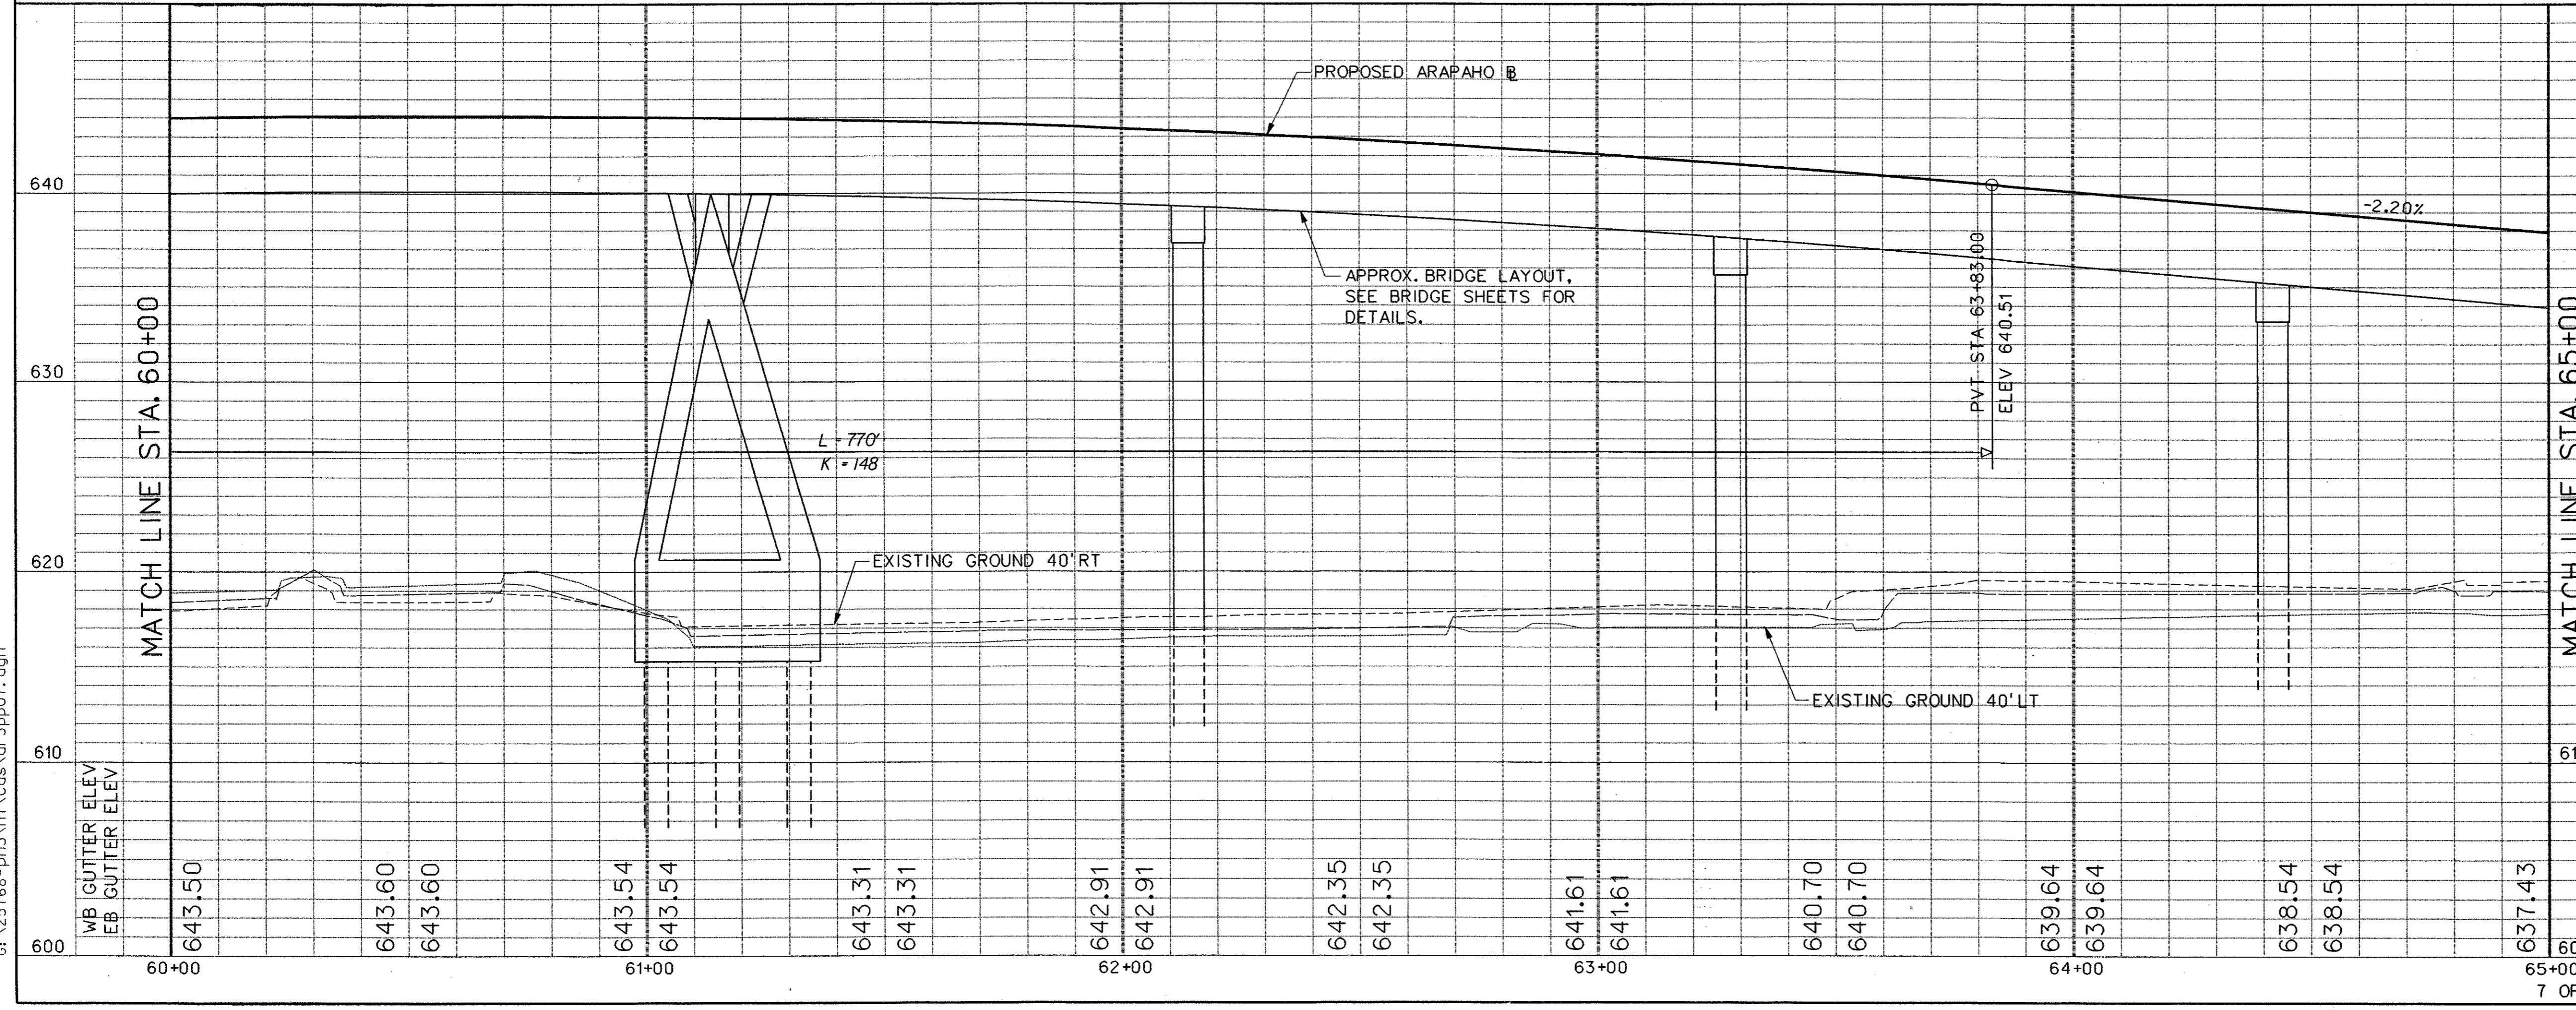 PROPOSED ARAPAHO ℄
640
-2.20%
APPROX. BRIDGE LAYOUT,
SEE BRIDGE SHEETS FOR
DETAILS.
PVT STA 63+83.00
ELEV 640.51
MATCH LINE STA. 60+00
MATCH LINE STA. 65+00
630
L = 770'
K = 148
620
EXISTING GROUND 40'RT
EXISTING GROUND 40'LT
610
61
WB GUTTER ELEV
EB GUTTER ELEV
643.50
643.60
643.60
643.54
643.54
643.31
643.31
642.91
642.91
642.35
642.35
641.61
641.61
640.70
640.70
639.64
639.64
638.54
638.54
637.43
600
60
60+00
61+00
62+00
63+00
64+00
65+00
7 OF